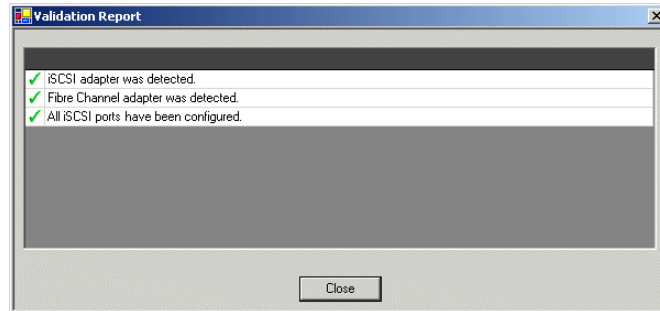 Validation Report
iSCSI adapter was detected.
Fibre Channel adapter was detected.
All iSCSI ports have been configured.
Close